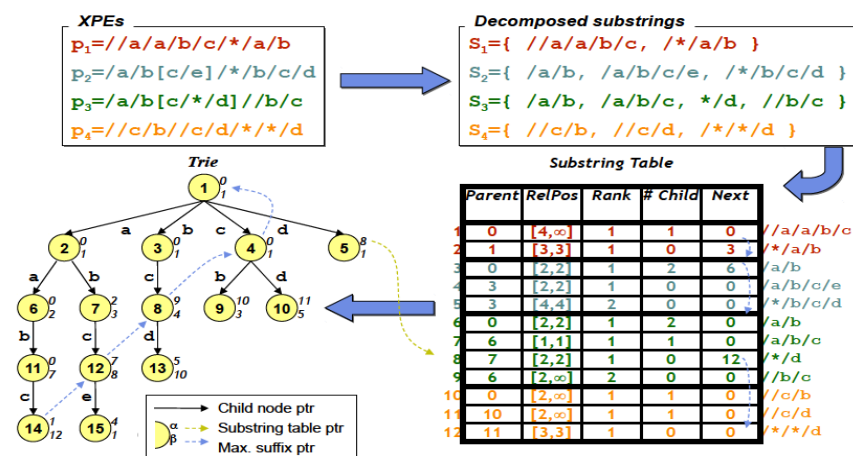 XPEs
p1=//a/a/b/c/*/a/b
p2=/a/b[c/e]/*/b/c/d
p3=/a/b[c/*/d]//b/c
p4=//c/b//c/d/*/*/d
Decomposed substrings
S1={ //a/a/b/c, /*/a/b }
S2={ /a/b, /a/b/c/e, /*/b/c/d }
S3={ /a/b, /a/b/c, */d, //b/c }
S4={ //c/b, //c/d, /*/*/d }
Trie
1 0 1
a b c d
2 0 1 3 0 1 4 0 1 5 8 1
a b c b d
6 0 2 7 2 3 8 9 4 9 10 3 10 11 5
b c d
11 0 7 12 7 8 13 5 10
c e
14 1 12 15 4 1
Child node ptr
α β Substring table ptr
Max. suffix ptr
Substring Table
Parent RelPos Rank # Child Next
1 0 [4,∞] 1 1 0 //a/a/b/c
2 1 [3,3] 1 0 3 /*/a/b
3 0 [2,2] 1 2 6 /a/b
4 3 [2,2] 1 0 0 /a/b/c/e
5 3 [4,4] 2 0 0 /*/b/c/d
6 0 [2,2] 1 2 0 /a/b
7 6 [1,1] 1 1 0 /a/b/c
8 7 [2,2] 1 0 12 /*/d
9 6 [2,∞] 2 0 0 //b/c
10 0 [2,∞] 1 1 0 //c/b
11 10 [2,∞] 1 1 0 //c/d
12 11 [3,3] 1 0 0 /*/*/d